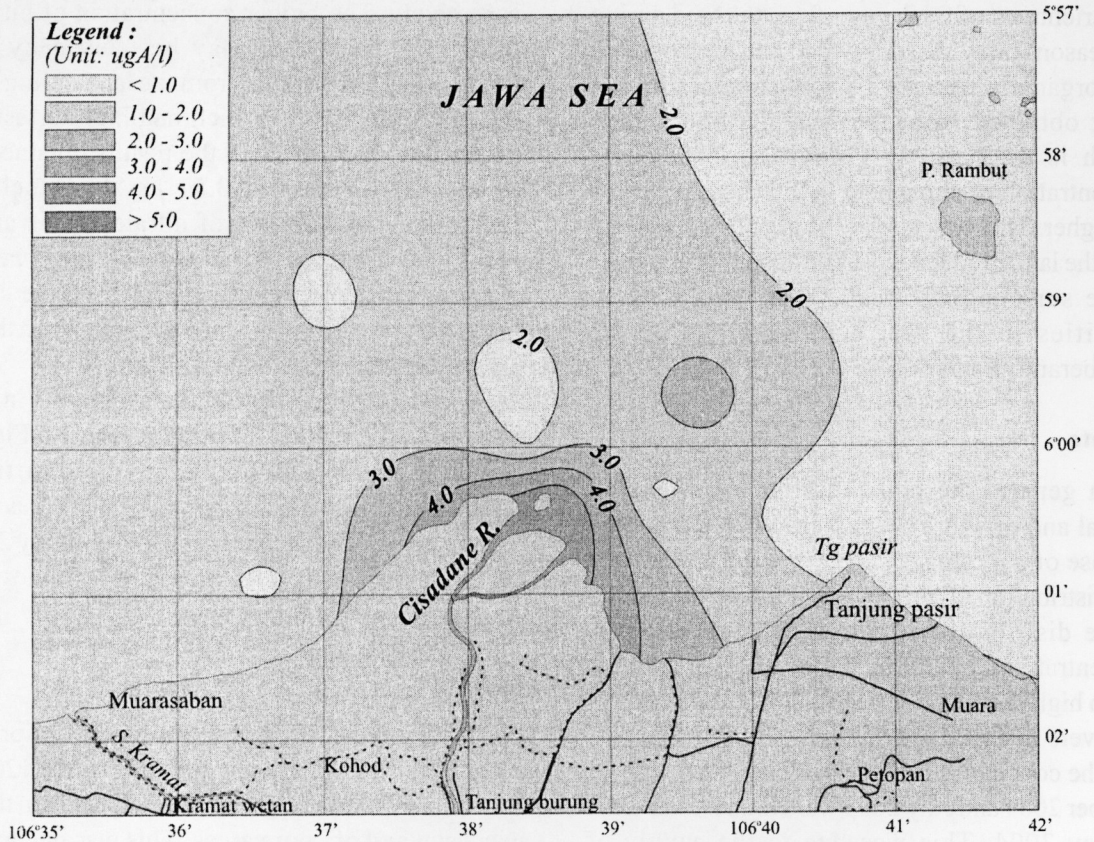 Legend :
(Unit: ugA/l)
< 1.0
1.0 - 2.0
2.0 - 3.0
3.0 - 4.0
4.0 - 5.0
> 5.0
JAWA SEA
2.0
5°57'
58'
P. Rambut
59'
2.0
2.0
6°00'
3.0
3.0
4.0
4.0
Cisadane R.
Tg pasir
01'
Tanjung pasir
Muarasaban
Muara
S. Kramat
02'
Kohod
Petopan
Kramat wetan
Tanjung burung
106°35'
36'
37'
38'
39'
106°40
41'
42'